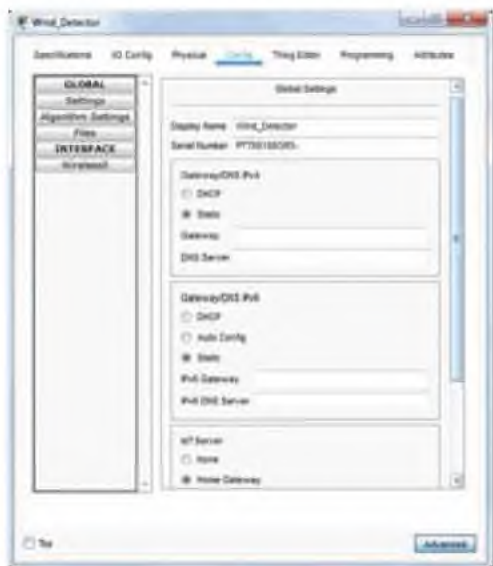 Wind_Detector
Specifications I/O Config Physical Config Thing Editor Programming Attributes
GLOBAL
Settings
Algorithm Settings
Files
INTERFACE
Wireless0
Global Settings
Display Name Wind_Detector
Serial Number
Gateway/DNS IPv4
DHCP
Static
Gateway
DNS Server
Gateway/DNS IPv6
DHCP
Auto Config
Static
IPv6 Gateway
IPv6 DNS Server
IoT Server
None
Home Gateway
Top
Advanced